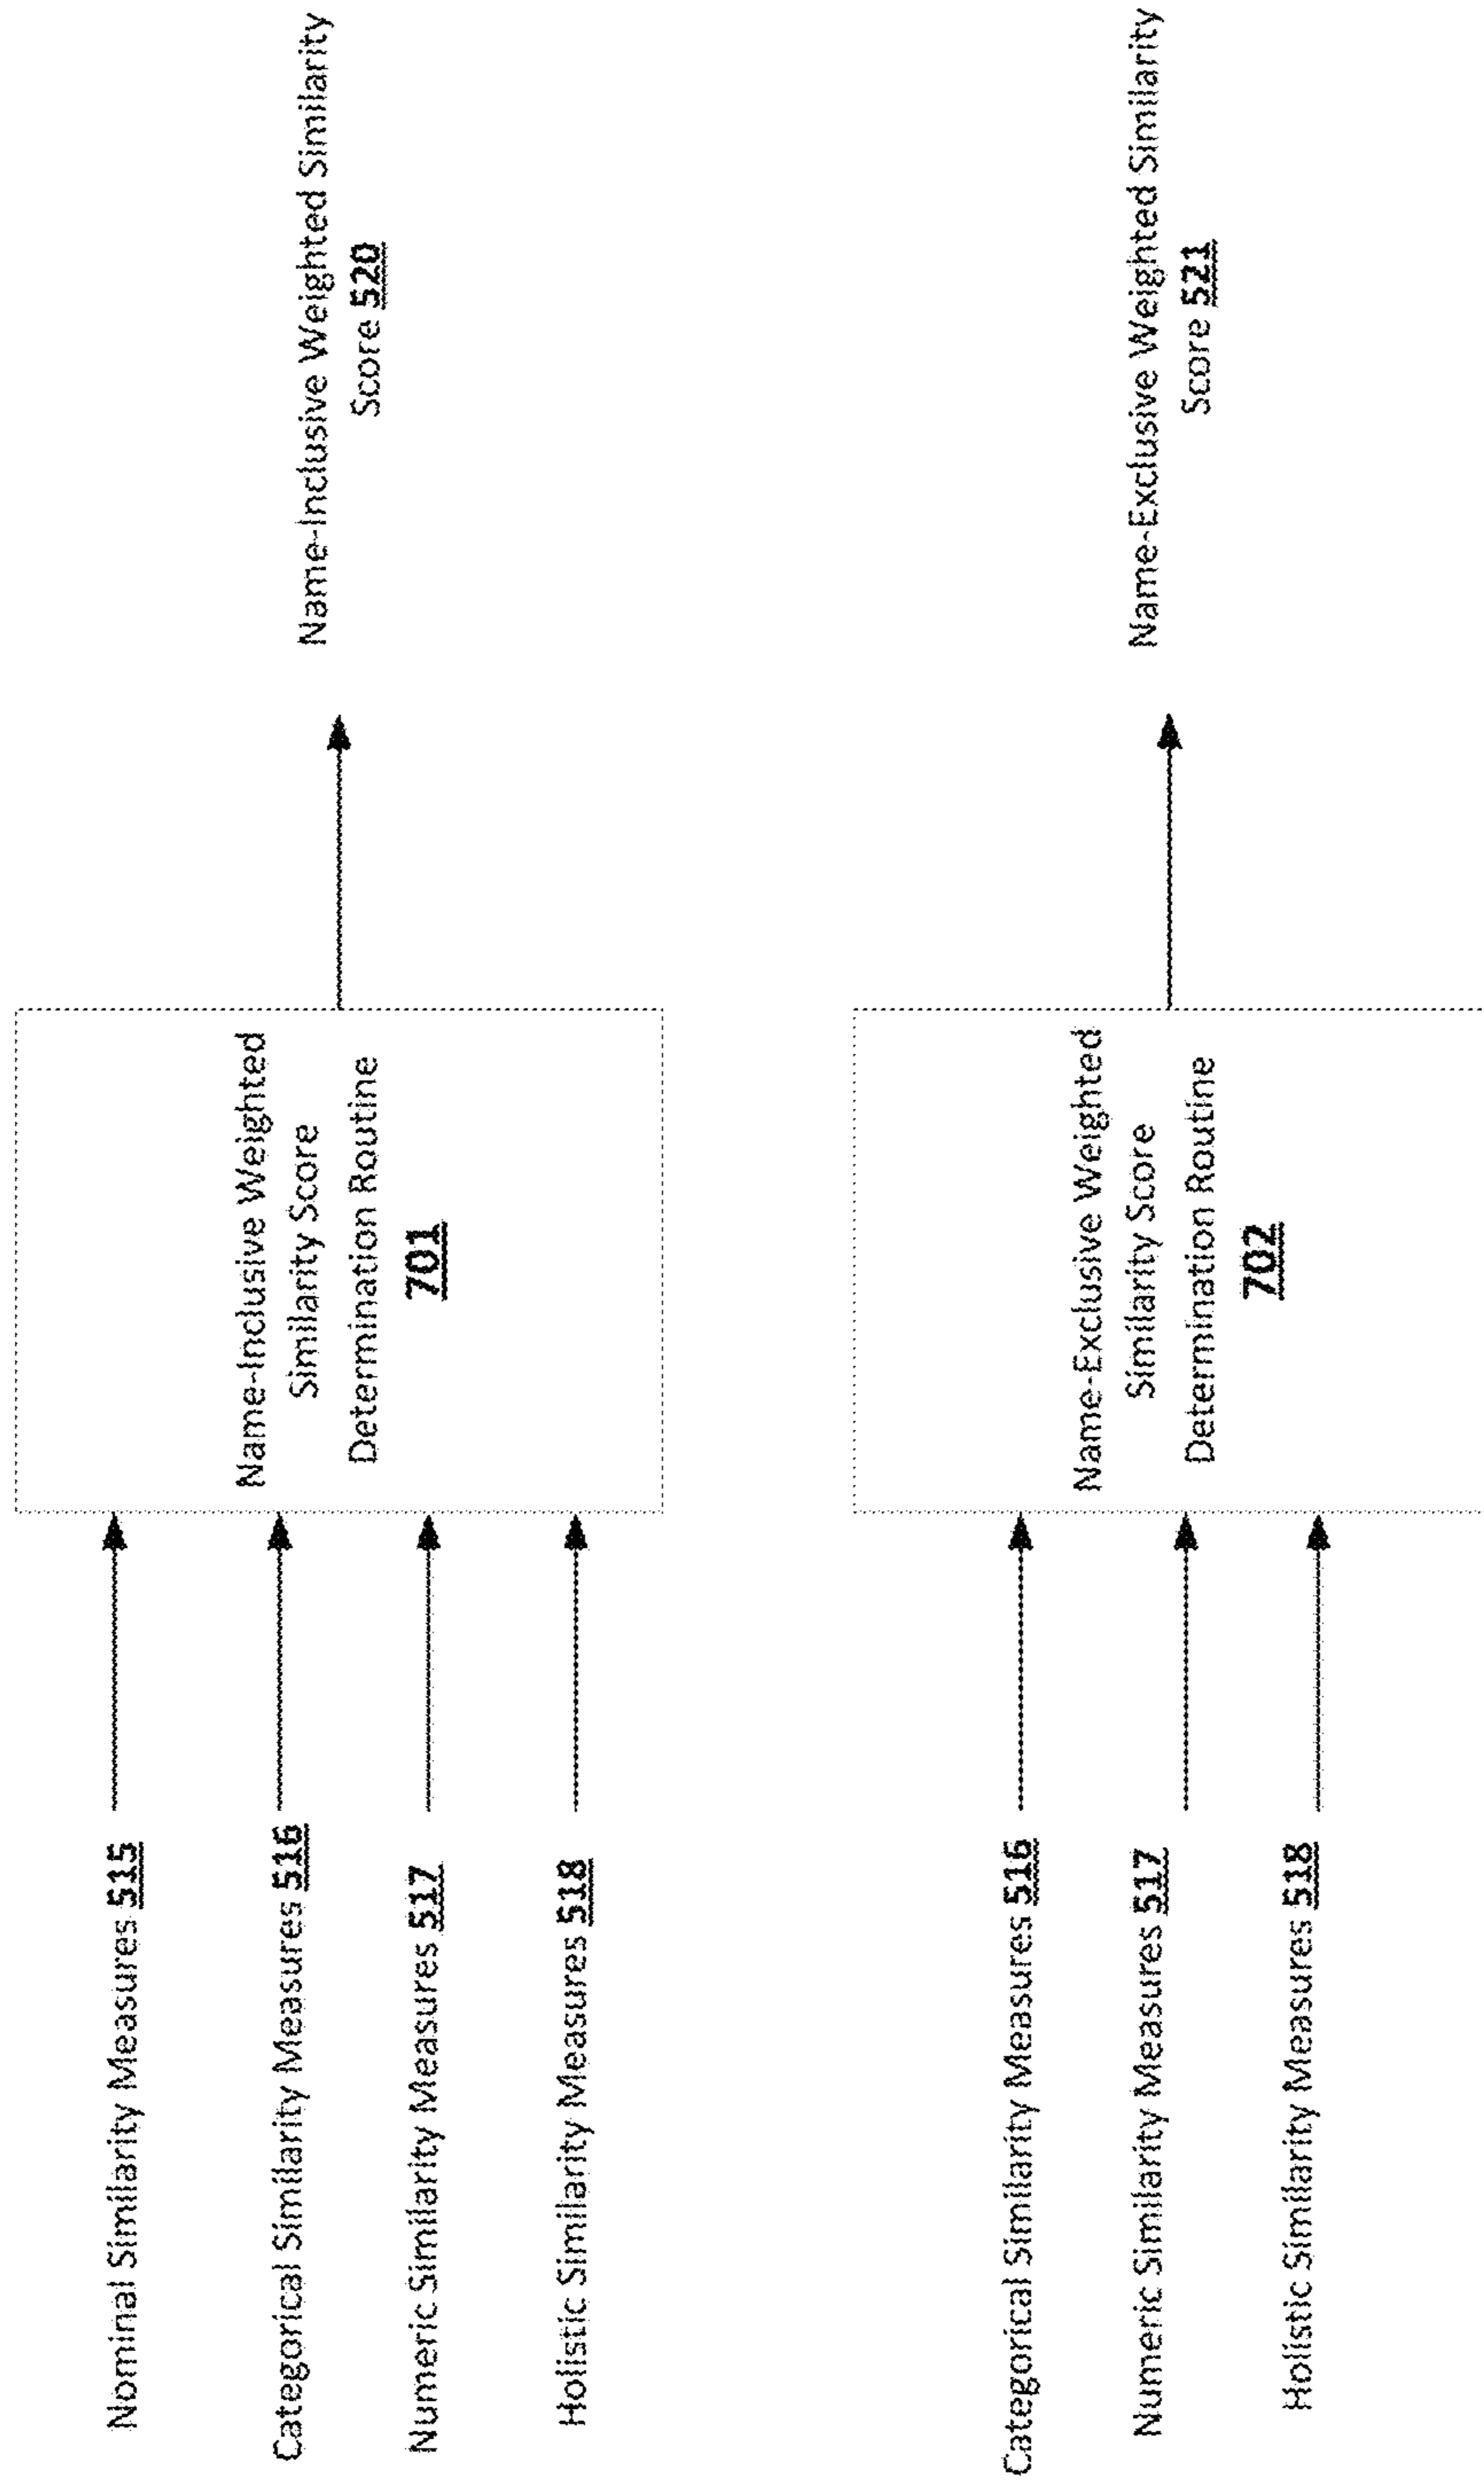 Nominal Similarity Measures 515
Categorical Similarity Measures 516
Numeric Similarity Measures 517
Holistic Similarity Measures 518
Name-Inclusive Weighted
Similarity Score
Determination Routine
701
Name-Inclusive Weighted Similarity
Score 520
Categorical Similarity Measures 516
Numeric Similarity Measures 517
Holistic Similarity Measures 518
Name-Exclusive Weighted
Similarity Score
Determination Routine
702
Name-Exclusive Weighted Similarity
Score 521